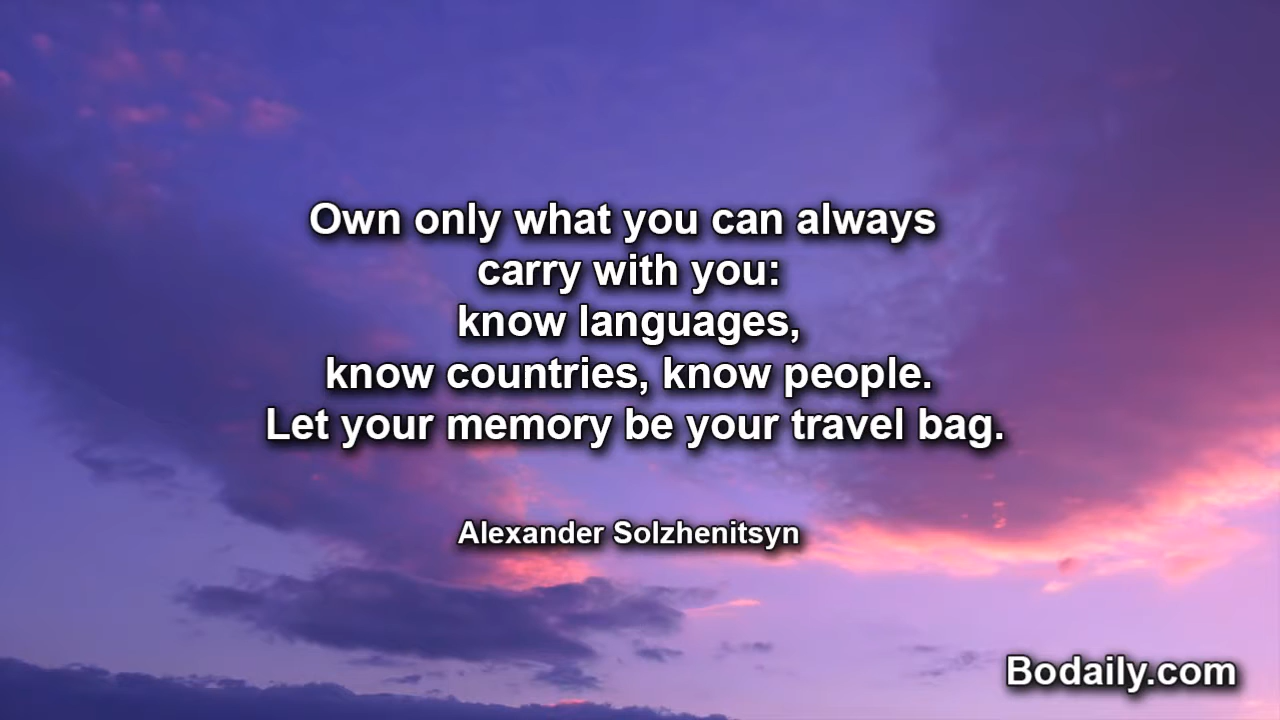 Own only what you can always
carry with you:
know languages,
know countries, know people.
Let your memory be your travel bag.
Alexander Solzhenitsyn
Bodaily.com